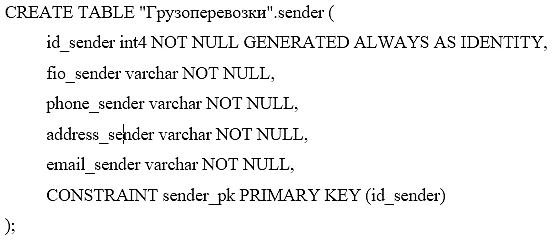 CREATE TABLE "Грузоперевозки".sender (
id_sender int4 NOT NULL GENERATED ALWAYS AS IDENTITY,
fio_sender varchar NOT NULL,
phone_sender varchar NOT NULL,
address_sender varchar NOT NULL,
email_sender varchar NOT NULL,
CONSTRAINT sender_pk PRIMARY KEY (id_sender)
);